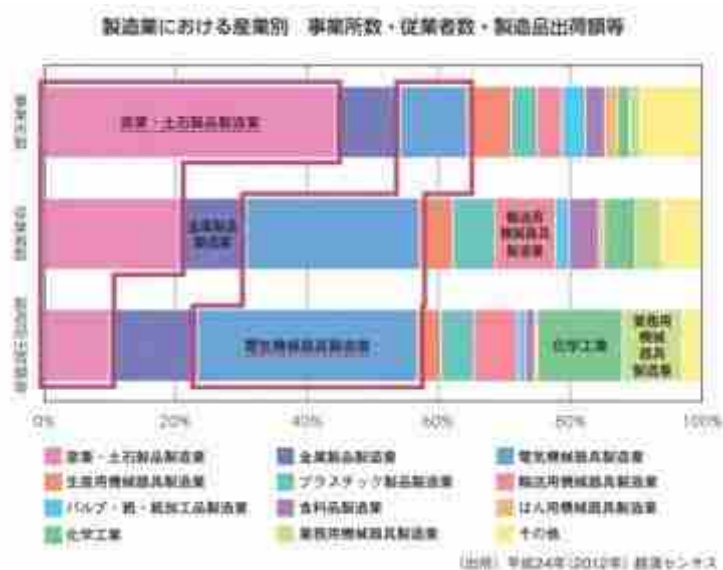 製造業における産業別 事業所数・従業者数・製造品出荷額等
事業所数
窯業・土石製品製造業
従業者数
金属製品
製造業
輸送用
機械器具
製造業
電気機械器具製造業
化学工業
業務用
機械
器具
製造業
0%
20%
40%
60%
80%
100%
窯業・土石製品製造業
金属製品製造業
電気機械器具製造業
生産用機械器具製造業
プラスチック製品製造業
輸送用機械器具製造業
パルプ・紙・紙加工品製造業
食料品製造業
はん用機械器具製造業
化学工業
業務用機械器具製造業
その他
(出所) 平成24年(2012年) 経済センサス